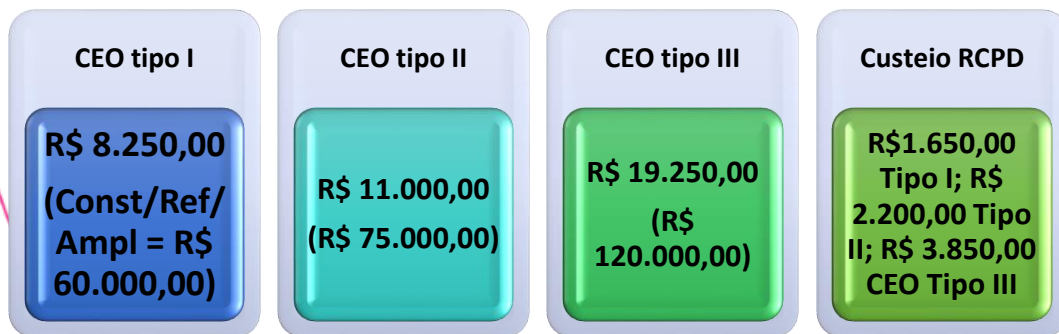 CEO tipo I
R$ 8.250,00
(Const/Ref/
Ampl = R$
60.000,00)
CEO tipo II
R$ 11.000,00
(R$ 75.000,00)
CEO tipo III
R$ 19.250,00
(R$
120.000,00)
Custeio RCPD
R$1.650,00
Tipo I; R$
2.200,00 Tipo
II; R$ 3.850,00
CEO Tipo III